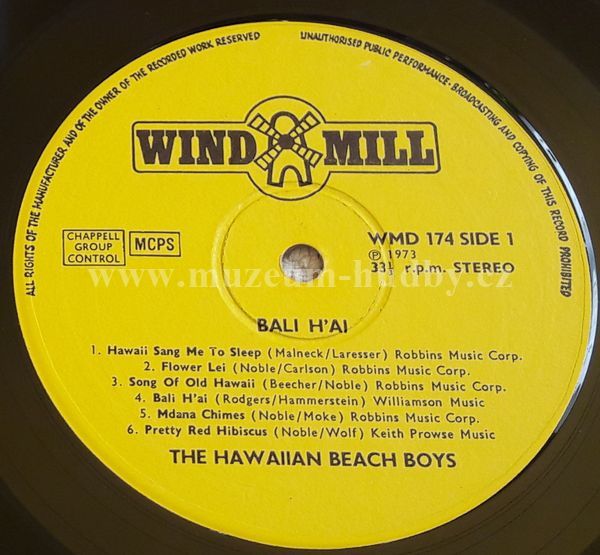 ALL RIGHTS OF THE MANUFACTURER AND OF THE OWNER OF THE RECORDED WORK RESERVED
UNAUTHORISED PUBLIC PERFORMANCE · BROADCASTING AND COPYING OF THIS RECORD PROHIBITED
WIND MILL
CHAPPELL
GROUP
CONTROL
MCPS
WMD 174 SIDE 1
Ⓟ 1973
33⅓ r.p.m. STEREO
www.muzeum-hudby.cz
BALI H'AI
1. Hawaii Sang Me To Sleep (Malneck/Laresser) Robbins Music Corp.
2. Flower Lei (Noble/Carlson) Robbins Music Corp.
3. Song Of Old Hawaii (Beecher/Noble) Robbins Music Corp.
4. Bali H'ai (Rodgers/Hammerstein) Williamson Music
5. Mdana Chimes (Noble/Moke) Robbins Music Corp.
6. Pretty Red Hibiscus (Noble/Wolf) Keith Prowse Music
THE HAWAIIAN BEACH BOYS